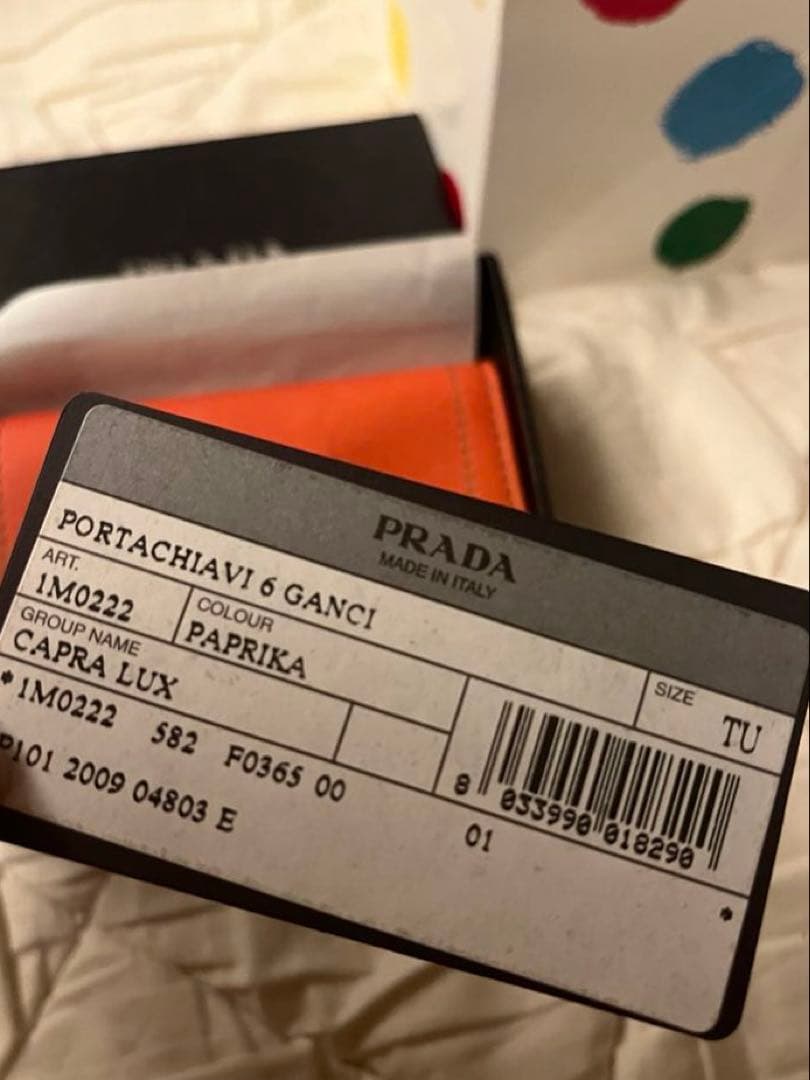 PRADA
MADE IN ITALY
PORTACHIAVI 6 GANCI
ART.
1M0222
COLOUR
PAPRIKA
SIZE
TU
GROUP NAME
CAPRA LUX
*1M0222 582 F0365 00
P101 2009 04803 E
8 033990 018290
01
*